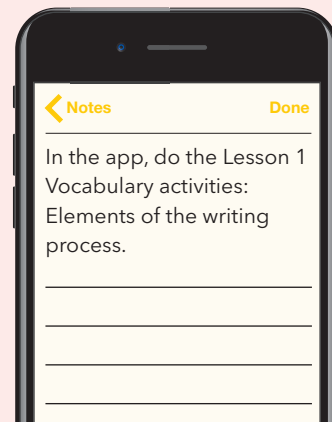 Notes
Done
In the app, do the Lesson 1
Vocabulary activities:
Elements of the writing
process.